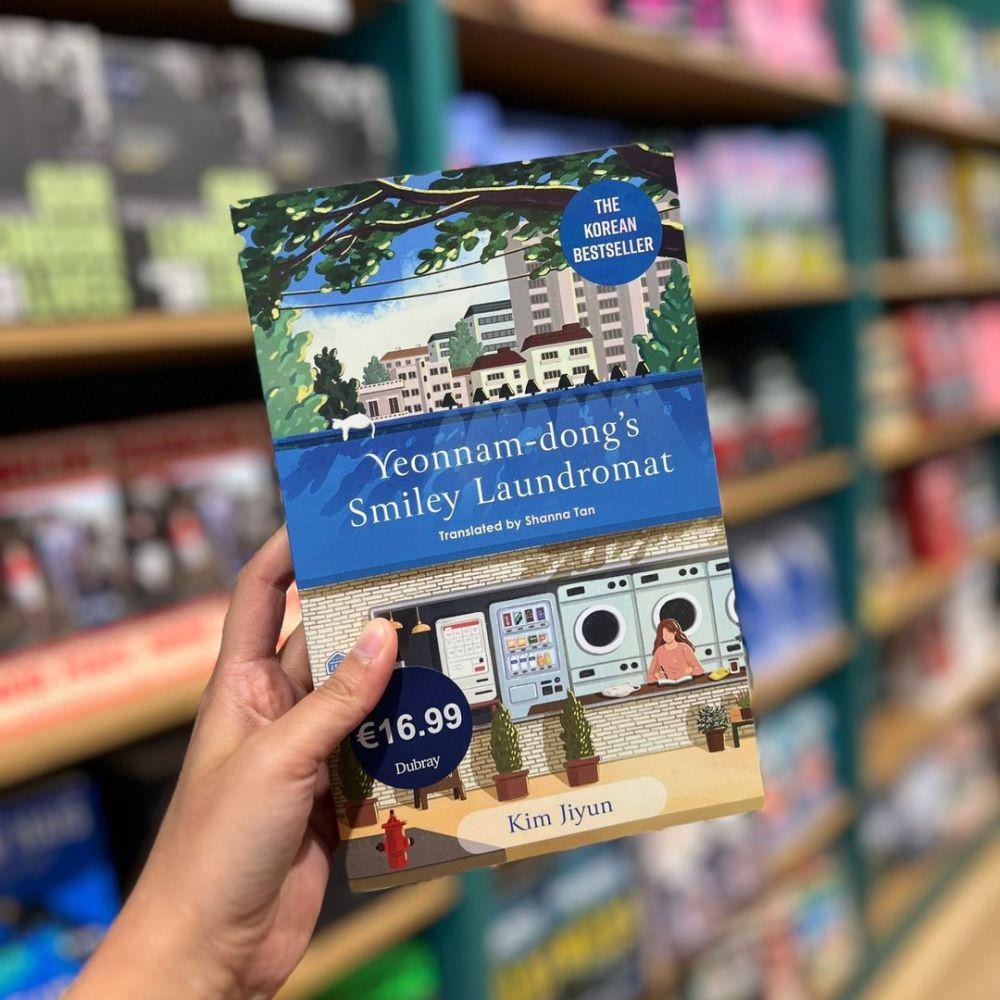 THE
KOREAN
BESTSELLER
Yeonnam-dong's
Smiley Laundromat
Translated by Shanna Tan
€16.99
Dubray
Kim Jiyun